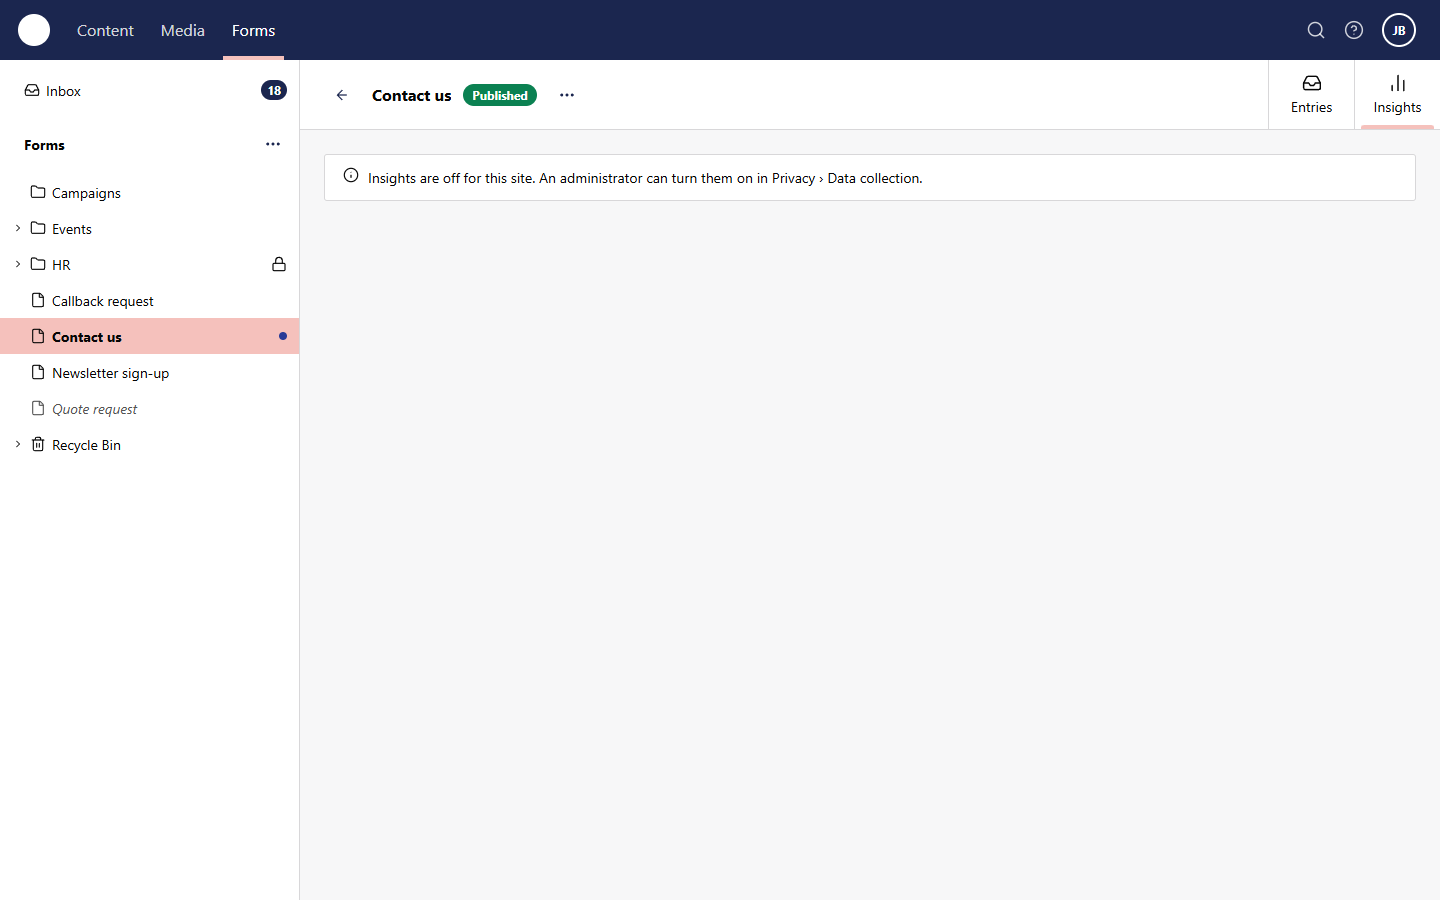 Content Media Forms JB
Inbox 18
Forms
Campaigns
Events
HR
Callback request
Contact us
Newsletter sign-up
Quote request
Recycle Bin
Contact us Published
Entries
Insights
Insights are off for this site. An administrator can turn them on in Privacy › Data collection.